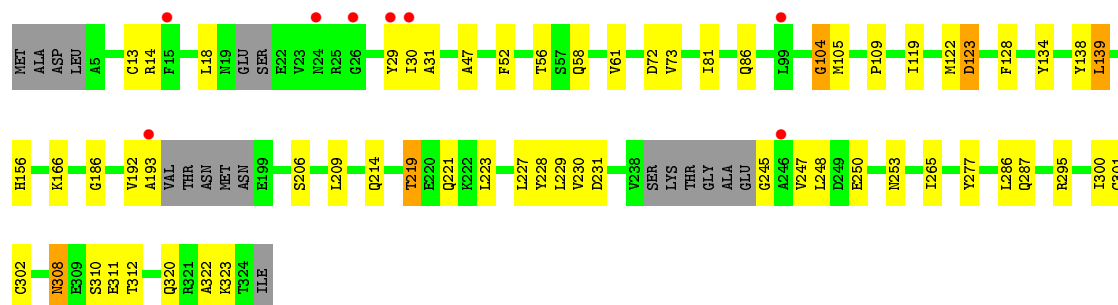 MET ALA ASP LEU A5 C13 R14 F15 L18 N19 GLU SER E22 V23 N24 R25 G26 Y29 I30 A31 A47 F52 T56 S57 Q58 V61 D72 V73 I81 Q86 L99 G104 M105 P109 I119 M122 D123 F128 Y134 Y138 L139
H156 K166 G186 V192 A193 VAL THR ASN MET ASN E199 S206 L209 Q214 T219 E220 Q221 K222 L223 L227 Y228 L229 V230 D231 V238 SER LYS THR GLY ALA GLU G245 A246 V247 L248 D249 E250 N253 I265 Y277 L286 Q287 R295 I300 C301
C302 N308 E309 S310 E311 T312 Q320 R321 A322 K323 T324 ILE